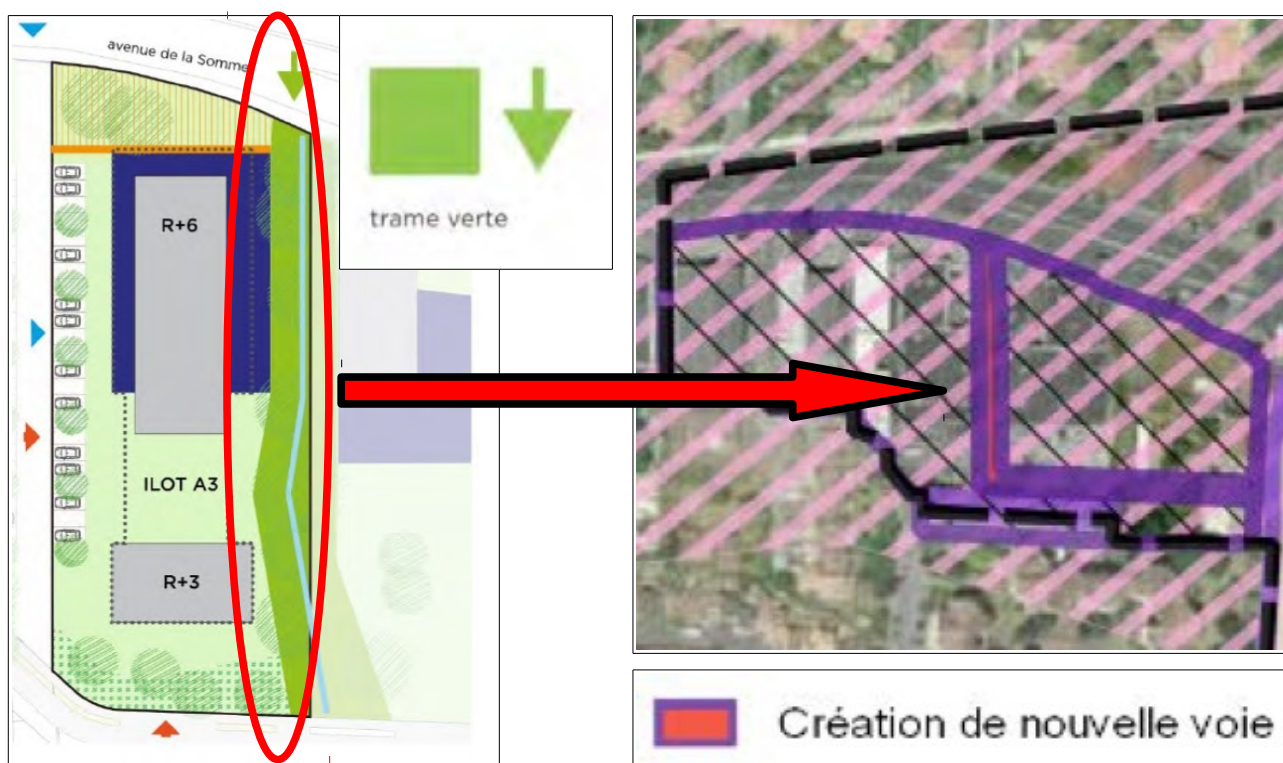 avenue de la Somme
trame verte
R+6
ILOT A3
R+3
Création de nouvelle voie